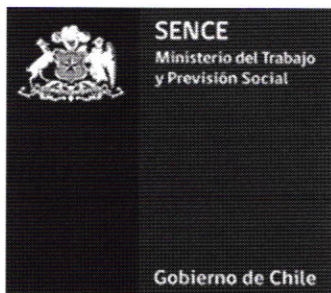 SENCE
Ministerio del Trabajo
y Previsión Social
Gobierno de Chile